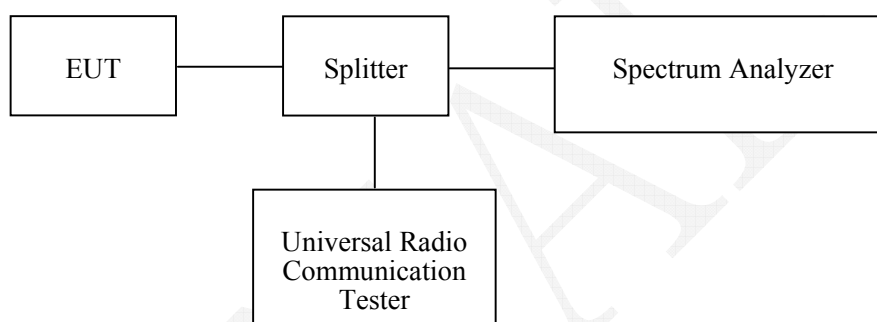 EUT
Splitter
Spectrum Analyzer
Universal Radio
Communication
Tester